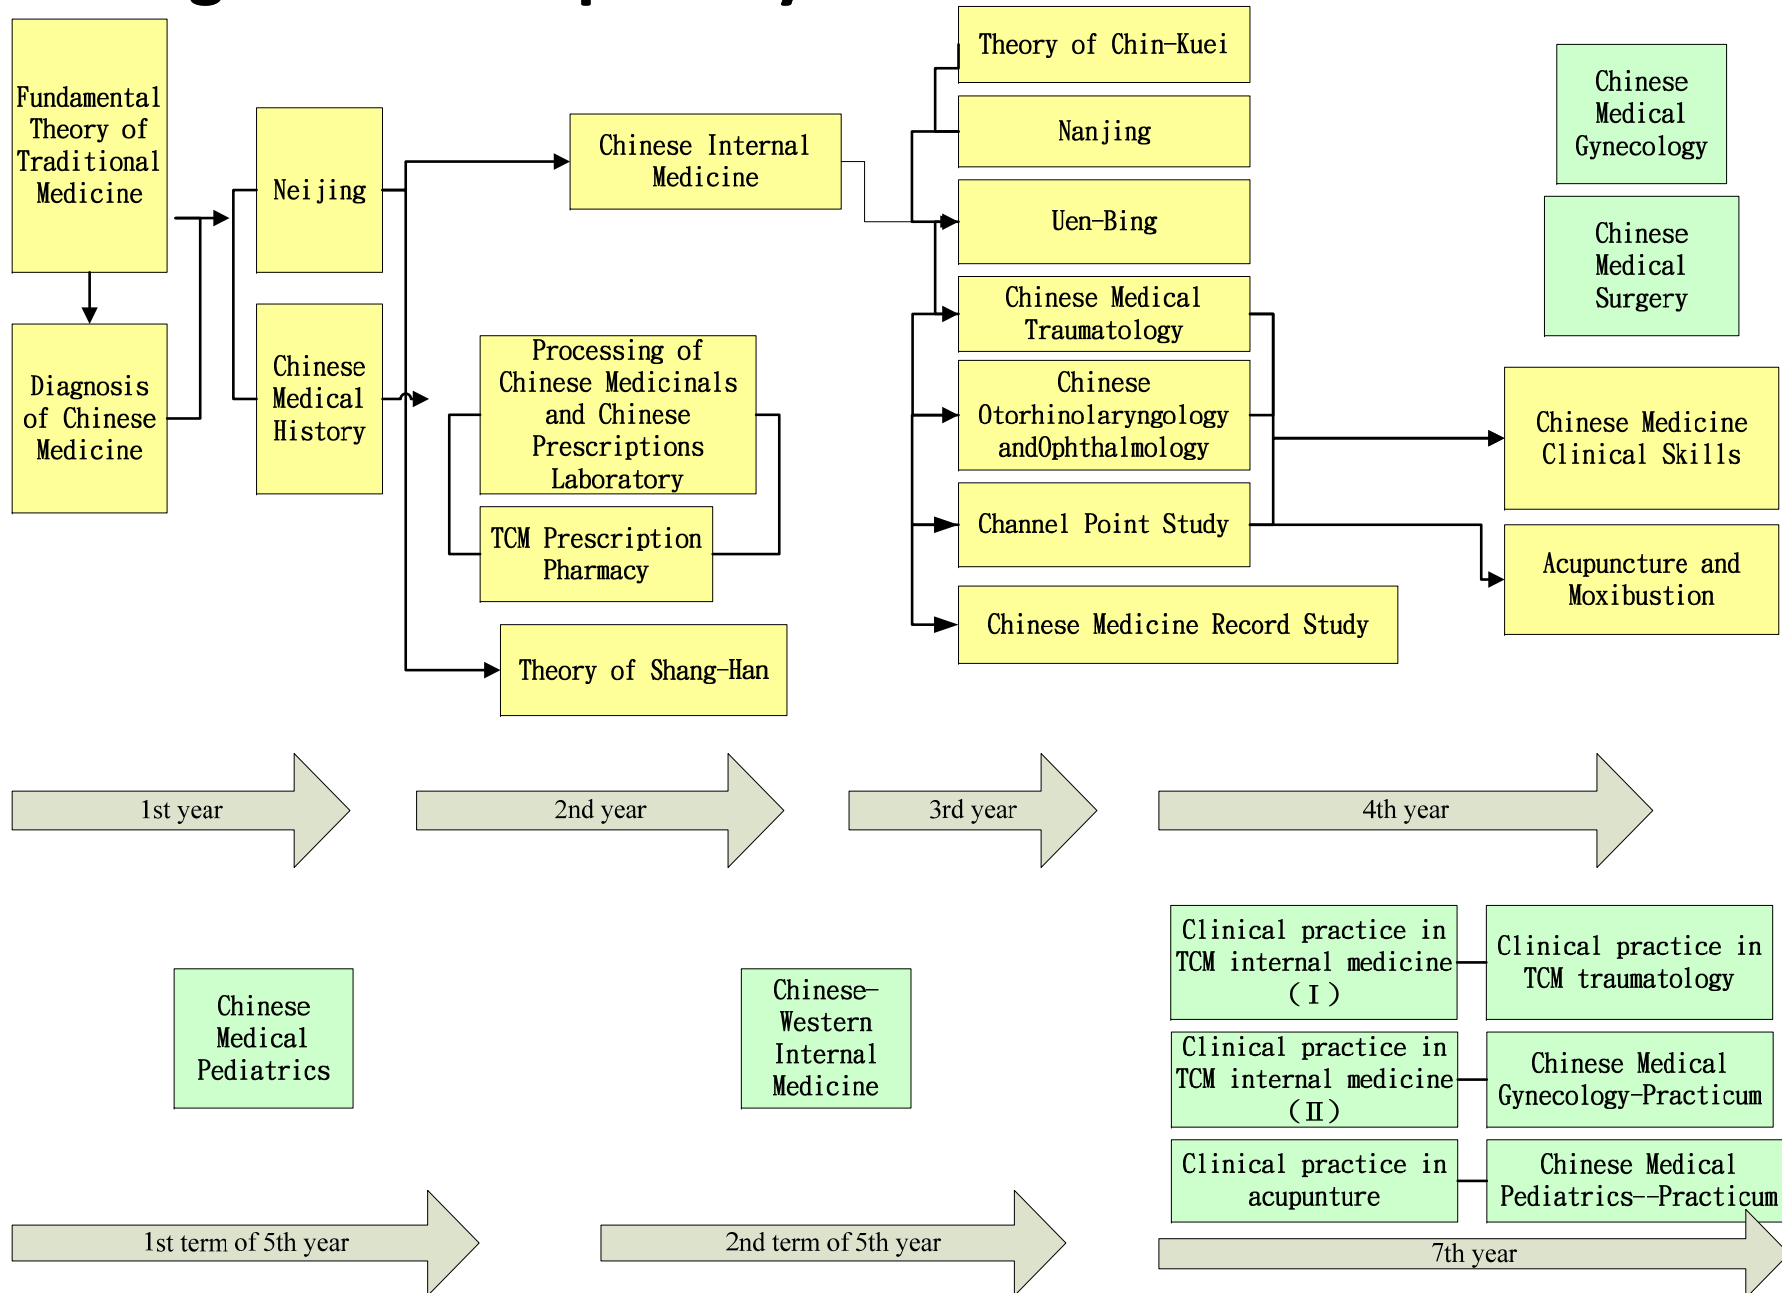 Fundamental
Theory of
Traditional
Medicine
Diagnosis
of Chinese
Medicine
Neijing
Chinese
Medical
History
Chinese Internal
Medicine
Processing of
Chinese Medicinals
and Chinese
Prescriptions
Laboratory
TCM Prescription
Pharmacy
Theory of Shang-Han
Theory of Chin-Kuei
Nanjing
Uen-Bing
Chinese Medical
Traumatology
Chinese
Otorhinolaryngology
andOphthalmology
Channel Point Study
Chinese Medicine Record Study
Chinese
Medical
Gynecology
Chinese
Medical
Surgery
Chinese Medicine
Clinical Skills
Acupuncture and
Moxibustion
1st year
2nd year
3rd year
4th year
Chinese
Medical
Pediatrics
Chinese-
Western
Internal
Medicine
Clinical practice in
TCM internal medicine
(Ⅰ)
Clinical practice in
TCM traumatology
Clinical practice in
TCM internal medicine
(Ⅱ)
Chinese Medical
Gynecology-Practicum
Clinical practice in
acupunture
Chinese Medical
Pediatrics--Practicum
1st term of 5th year
2nd term of 5th year
7th year